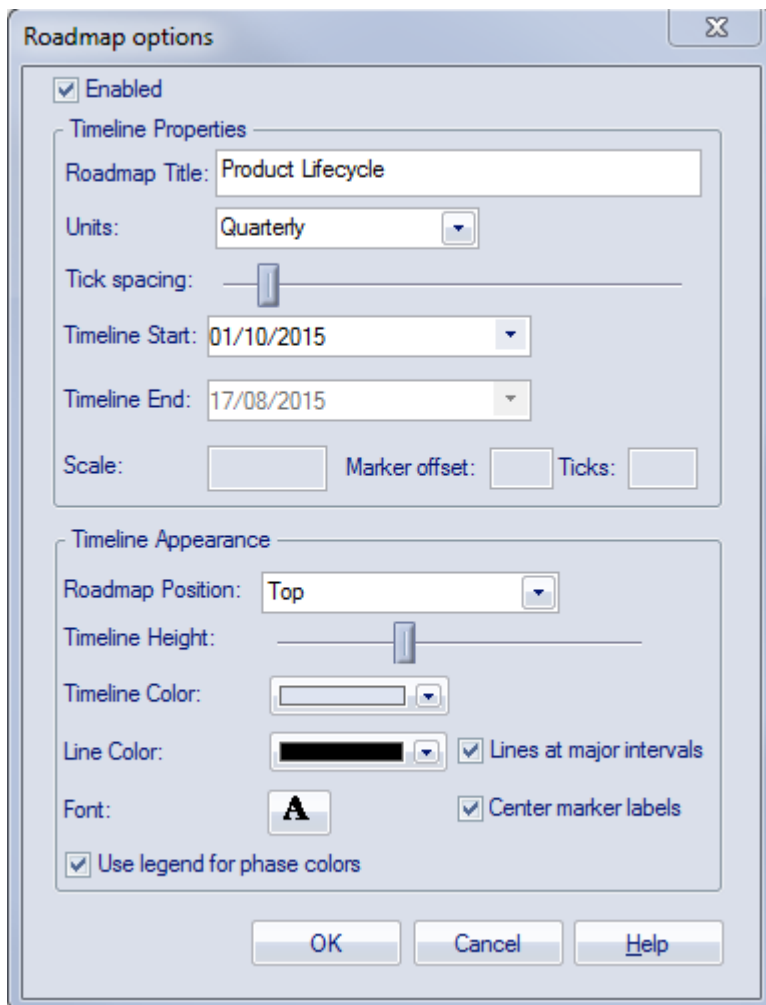 Roadmap options
Enabled
Timeline Properties
Roadmap Title: Product Lifecycle
Units: Quarterly
Tick spacing:
Timeline Start: 01/10/2015
Timeline End: 17/08/2015
Scale: Marker offset: Ticks:
Timeline Appearance
Roadmap Position: Top
Timeline Height:
Timeline Color:
Line Color: Lines at major intervals
Font: A Center marker labels
Use legend for phase colors
OK Cancel Help